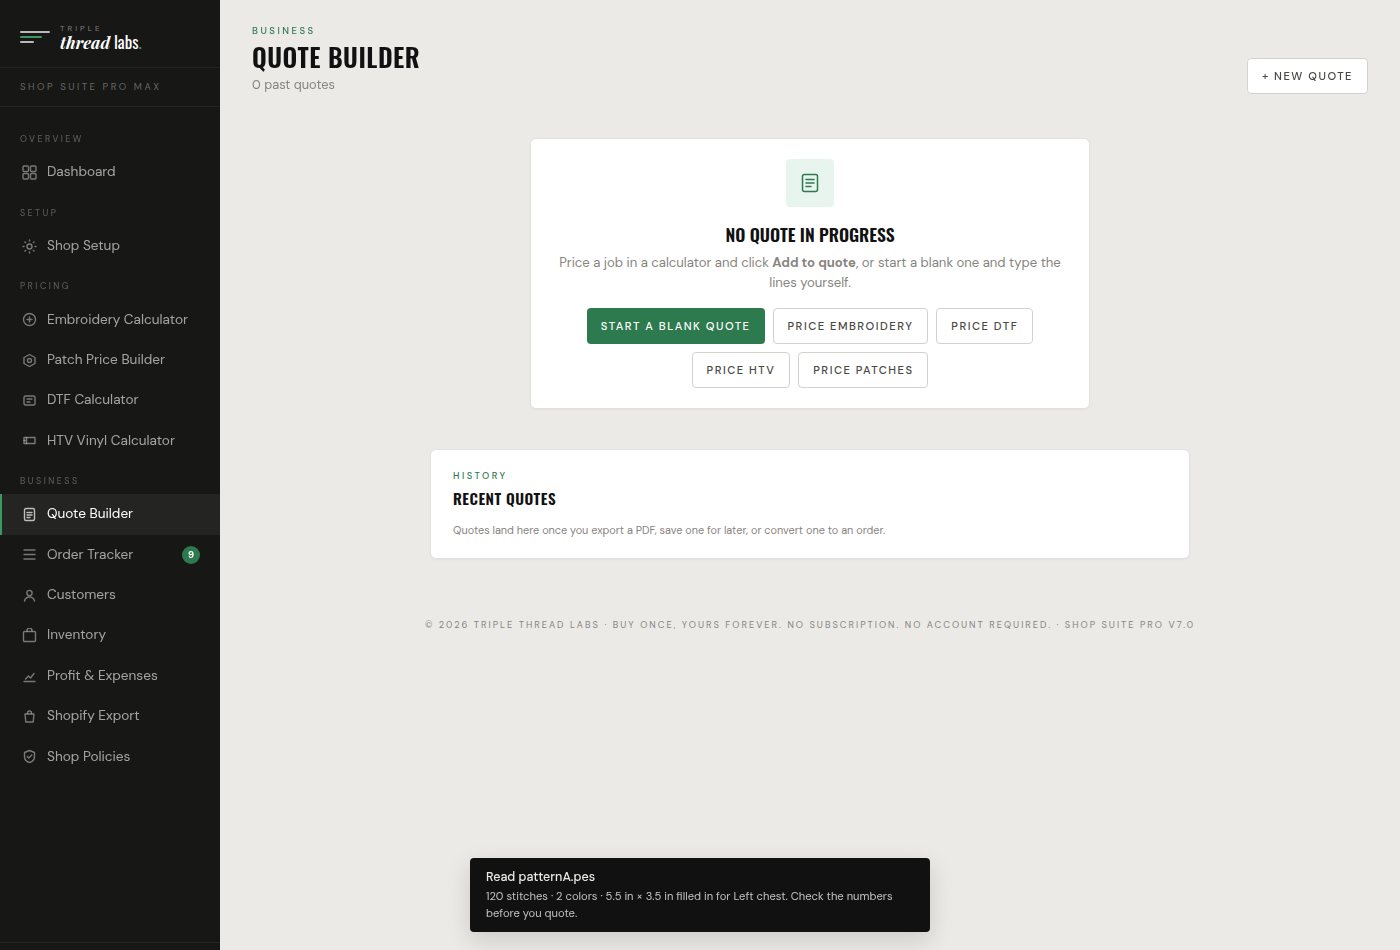 TRIPLE
thread labs.
SHOP SUITE PRO MAX
OVERVIEW
Dashboard
SETUP
Shop Setup
PRICING
Embroidery Calculator
Patch Price Builder
DTF Calculator
HTV Vinyl Calculator
BUSINESS
Quote Builder
Order Tracker 9
Customers
Inventory
Profit & Expenses
Shopify Export
Shop Policies
BUSINESS
QUOTE BUILDER
0 past quotes
+ NEW QUOTE
NO QUOTE IN PROGRESS
Price a job in a calculator and click Add to quote, or start a blank one and type the
lines yourself.
START A BLANK QUOTE PRICE EMBROIDERY PRICE DTF
PRICE HTV PRICE PATCHES
HISTORY
RECENT QUOTES
Quotes land here once you export a PDF, save one for later, or convert one to an order.
© 2026 TRIPLE THREAD LABS · BUY ONCE, YOURS FOREVER. NO SUBSCRIPTION. NO ACCOUNT REQUIRED. · SHOP SUITE PRO V7.0
Read patternA.pes
120 stitches · 2 colors · 5.5 in × 3.5 in filled in for Left chest. Check the numbers
before you quote.